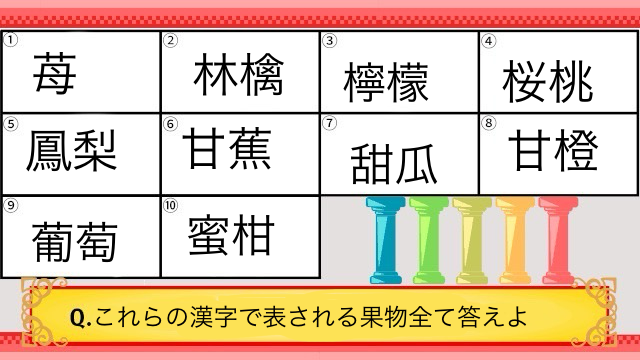 ① 苺
② 林檎
③ 檸檬
④ 桜桃
⑤ 鳳梨
⑥ 甘蕉
⑦ 甜瓜
⑧ 甘橙
⑨ 葡萄
⑩ 蜜柑
Q.これらの漢字で表される果物全て答えよ